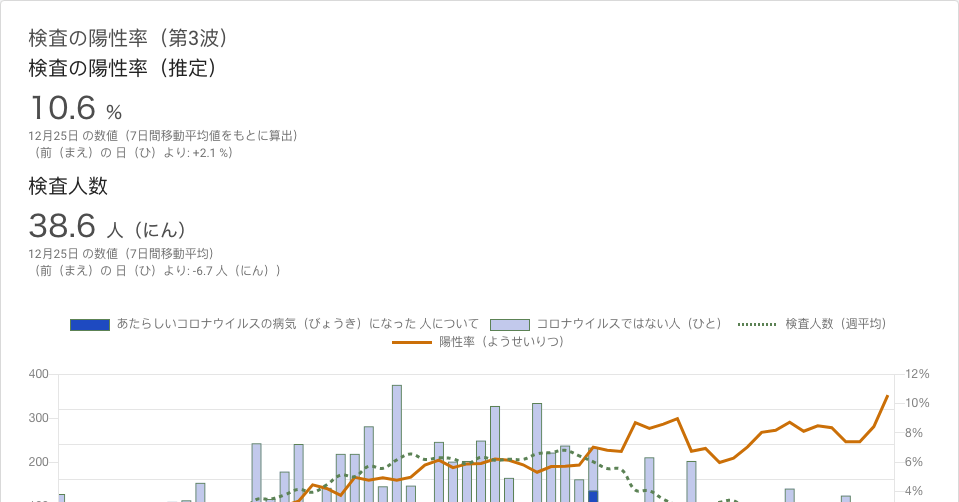 検査の陽性率（第3波）
検査の陽性率（推定）
10.6 %
12月25日 の数値（7日間移動平均値をもとに算出）
（前（まえ）の 日（ひ）より: +2.1 %）
検査人数
38.6 人（にん）
12月25日 の数値（7日間移動平均）
（前（まえ）の 日（ひ）より: -6.7 人（にん））
あたらしいコロナウイルスの病気（びょうき）になった 人について コロナウイルスではない人（ひと） 検査人数（週平均）
陽性率（ようせいりつ）
400 12%
10%
300
8%
200 6%
4%